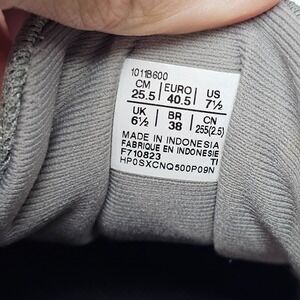 1011B600
CM EURO US
25.5 40.5 7½
UK BR CN
6½ 38 255(2.5)
MADE IN INDONESIA
FABRIQUE EN INDONESIE
F710823 TI
HP0SXCNQ500P09N